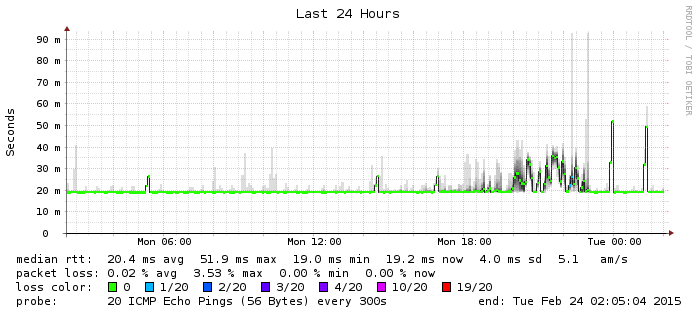 Last 24 Hours
RRDTOOL / TOBI OETIKER
Seconds
90 m
80 m
70 m
60 m
50 m
40 m
30 m
20 m
10 m
0
Mon 06:00 Mon 12:00 Mon 18:00 Tue 00:00
median rtt: 20.4 ms avg 51.9 ms max 19.0 ms min 19.2 ms now 4.0 ms sd 5.1 am/s
packet loss: 0.02 % avg 3.53 % max 0.00 % min 0.00 % now
loss color: 0 1/20 2/20 3/20 4/20 10/20 19/20
probe: 20 ICMP Echo Pings (56 Bytes) every 300s end: Tue Feb 24 02:05:04 2015